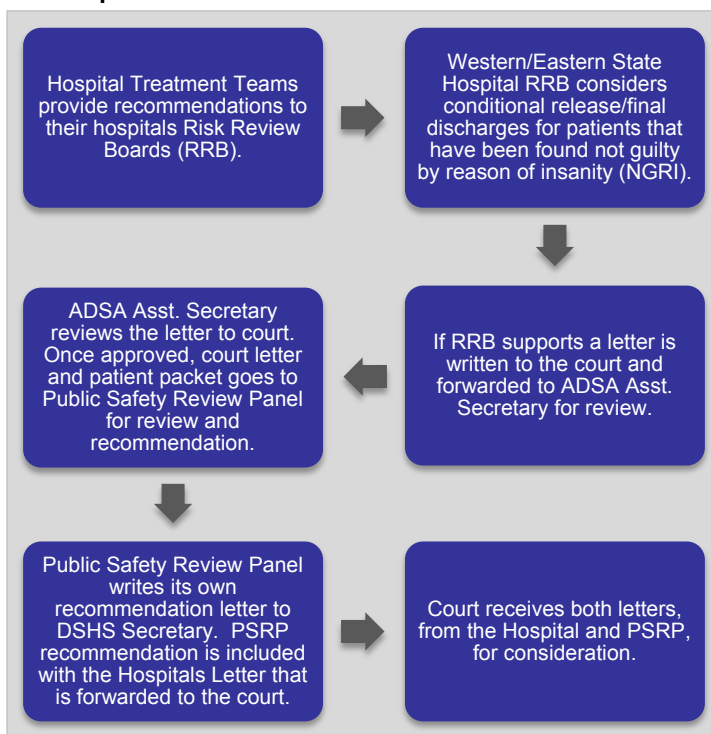 Hospital Treatment Teams
provide recommendations to
their hospitals Risk Review
Boards (RRB).
Western/Eastern State
Hospital RRB considers
conditional release/final
discharges for patients that
have been found not guilty
by reason of insanity (NGRI).
If RRB supports a letter is
written to the court and
forwarded to ADSA Asst.
Secretary for review.
ADSA Asst. Secretary
reviews the letter to court.
Once approved, court letter
and patient packet goes to
Public Safety Review Panel
for review and
recommendation.
Public Safety Review Panel
writes its own
recommendation letter to
DSHS Secretary.  PSRP
recommendation is included
with the Hospitals Letter that
is forwarded to the court.
Court receives both letters,
from the Hospital and PSRP,
for consideration.